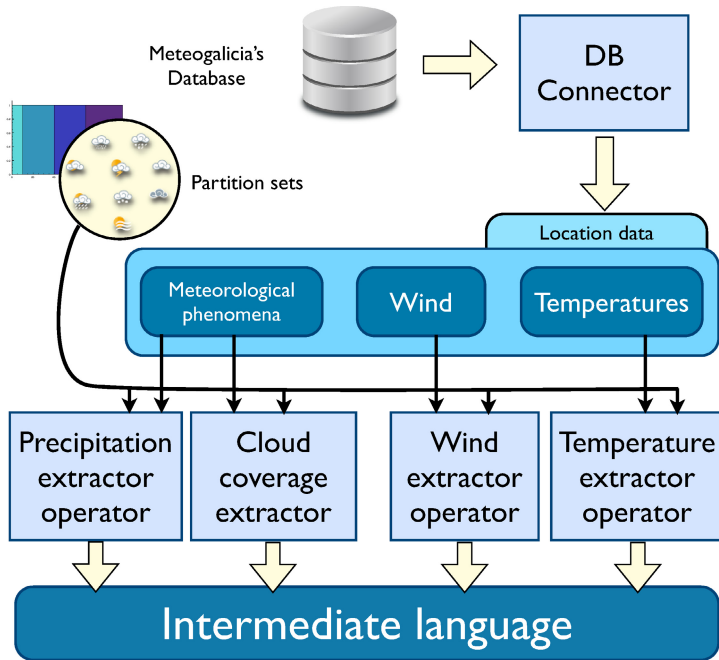 Meteogalicia's
Database
DB
Connector
Partition sets
Location data
Meteorological
phenomena
Wind
Temperatures
Precipitation
extractor
operator
Cloud
coverage
extractor
Wind
extractor
operator
Temperature
extractor
operator
Intermediate language